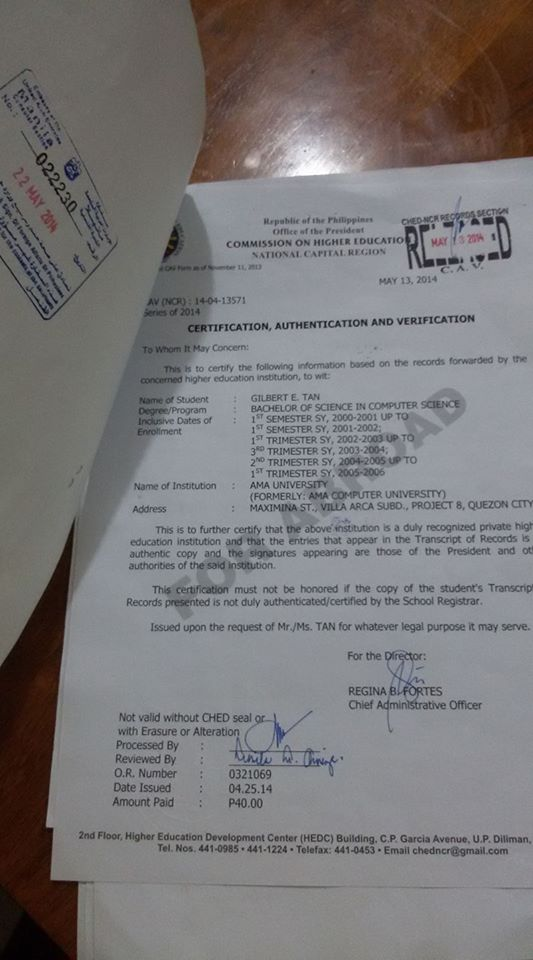 Manila
No.: 022230
22 MAY 2014
Republic of the Philippines
Office of the President
COMMISSION ON HIGHER EDUCATION
NATIONAL CAPITAL REGION
CHED-NCR RECORDS SECTION
RELEASED
MAY 13 2014
C. A. V.
CAV Form as of November 11, 2013
MAY 13, 2014
AV (NCR) : 14-04-13571
Series of 2014
CERTIFICATION, AUTHENTICATION AND VERIFICATION
To Whom It May Concern:
This is to certify the following information based on the records forwarded by the
concerned higher education institution, to wit:
Name of Student : GILBERT E. TAN
Degree/Program : BACHELOR OF SCIENCE IN COMPUTER SCIENCE
Inclusive Dates of : 1ST SEMESTER SY, 2000-2001 UP TO
Enrollment 1ST SEMESTER SY, 2001-2002;
1ST TRIMESTER SY, 2002-2003 UP TO
3RD TRIMESTER SY, 2003-2004;
2ND TRIMESTER SY, 2004-2005 UP TO
1ST TRIMESTER SY, 2005-2006
Name of Institution : AMA UNIVERSITY
(FORMERLY: AMA COMPUTER UNIVERSITY)
Address : MAXIMINA ST., VILLA ARCA SUBD., PROJECT 8, QUEZON CITY
FOR ABROAD
This is to further certify that the above institution is a duly recognized private high
education institution and that the entries that appear in the Transcript of Records is
authentic copy and the signatures appearing are those of the President and ot
authorities of the said institution.
This certification must not be honored if the copy of the student's Transcript
Records presented is not duly authenticated/certified by the School Registrar.
Issued upon the request of Mr./Ms. TAN for whatever legal purpose it may serve.
For the Director:
REGINA B. FORTES
Chief Administrative Officer
Not valid without CHED seal or
with Erasure or Alteration
Processed By :
Reviewed By :
O.R. Number : 0321069
Date Issued : 04.25.14
Amount Paid : P40.00
2nd Floor, Higher Education Development Center (HEDC) Building, C.P. Garcia Avenue, U.P. Diliman,
Tel. Nos. 441-0985 • 441-1224 • Telefax: 441-0453 • Email chedncr@gmail.com